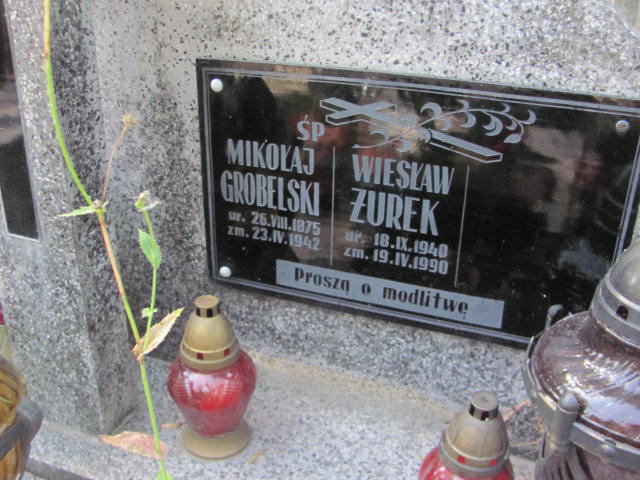 ŚP
MIKOŁAJ
GROBELSKI
ur. 26.VIII.1875
zm. 23.IV.1942
WIESŁAW
ŻUREK
ur. 18.IX.1940
zm. 19.IV.1990
Proszą o modlitwę